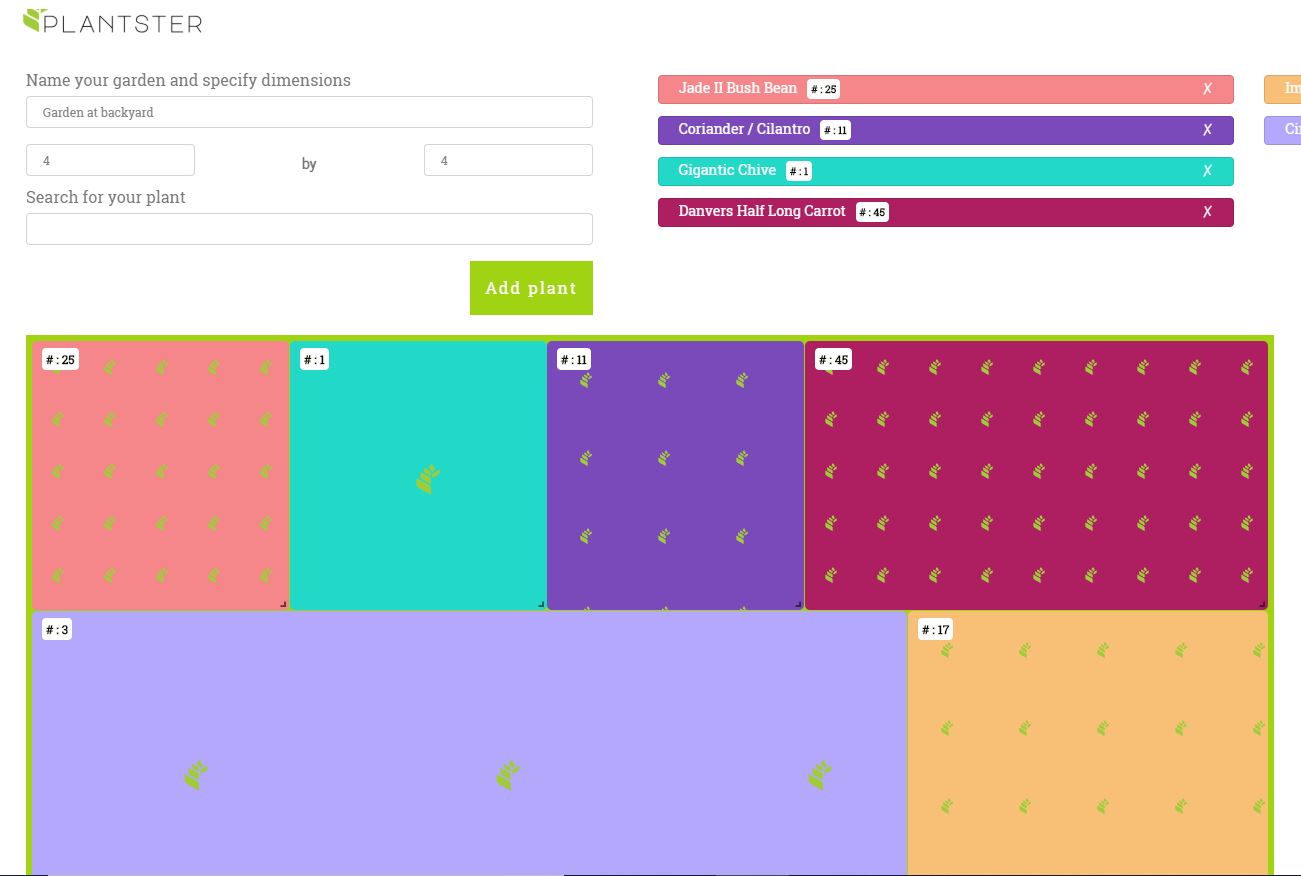 PLANTSTER
Name your garden and specify dimensions
Garden at backyard
4 by 4
Search for your plant
Add plant
Jade II Bush Bean # : 25 X
Coriander / Cilantro # : 11 X
Gigantic Chive # : 1 X
Danvers Half Long Carrot # : 45 X
Im
Ci
# : 25
# : 1
# : 11
# : 45
# : 3
# : 17